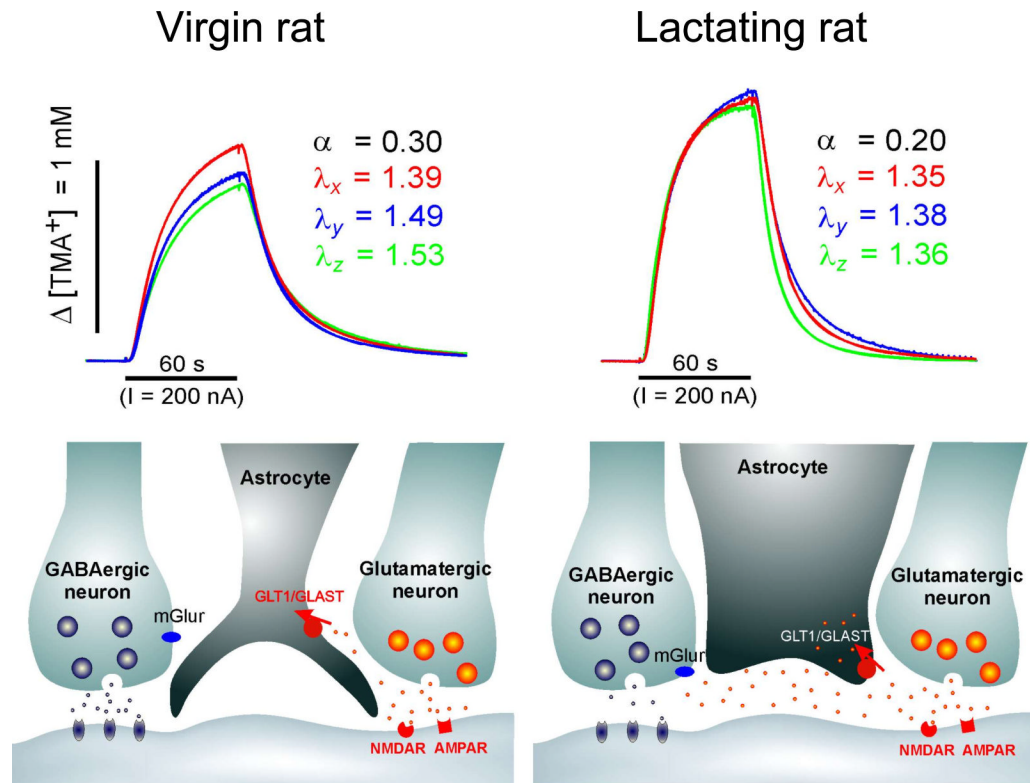 Virgin rat
Lactating rat
Δ [TMA⁺] = 1 mM
α = 0.30
λx = 1.39
λy = 1.49
λz = 1.53
60 s
(I = 200 nA)
α = 0.20
λx = 1.35
λy = 1.38
λz = 1.36
60 s
(I = 200 nA)
Astrocyte
GABAergic
neuron
mGlur
GLT1/GLAST
Glutamatergic
neuron
NMDAR AMPAR
Astrocyte
GABAergic
neuron
mGlur
GLT1/GLAST
Glutamatergic
neuron
NMDAR AMPAR